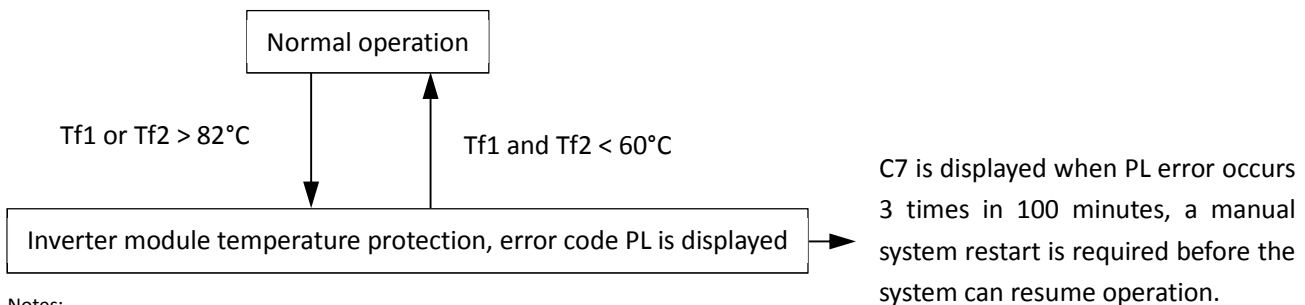 Normal operation
Tf1 or Tf2 > 82°C
Tf1 and Tf2 < 60°C
Inverter module temperature protection, error code PL is displayed
C7 is displayed when PL error occurs
3 times in 100 minutes, a manual
system restart is required before the
system can resume operation.
Notes: